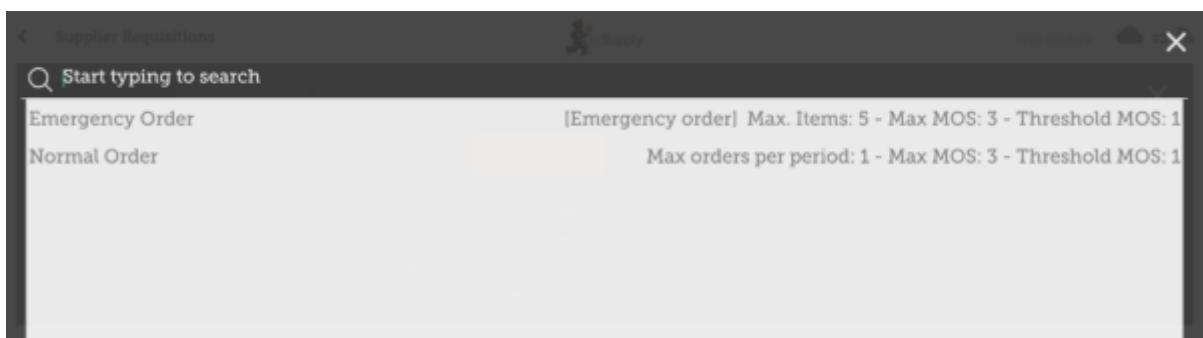 Supplier Requisitions
Supply
Start typing to search
Emergency Order [Emergency order] Max. Items: 5 - Max MOS: 3 - Threshold MOS: 1
Normal Order Max orders per period: 1 - Max MOS: 3 - Threshold MOS: 1